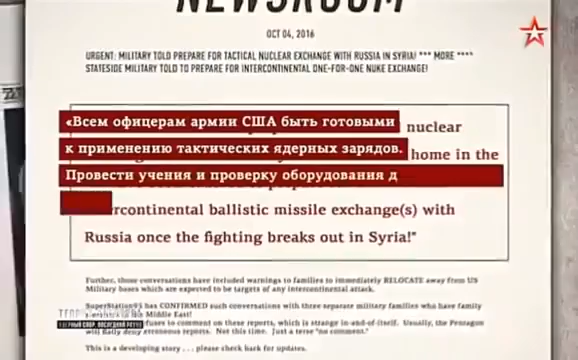 NEWSROOM
OCT 04, 2016
URGENT: MILITARY TOLD PREPARE FOR TACTICAL NUCLEAR EXCHANGE WITH RUSSIA IN SYRIA! *** MORE ****
STATESIDE MILITARY TOLD TO PREPARE FOR INTERCONTINENTAL ONE-FOR-ONE NUKE EXCHANGE!
«Всем офицерам армии США быть готовыми nuclear
к применению тактических ядерных зарядов. home in the
Провести учения и проверку оборудования д
rcontinental ballistic missile exchange(s) with
Russia once the fighting breaks out in Syria!"
Further, those conversations have included warnings to families to immediately RELOCATE away from US
Military bases which are expected to be targets of any intercontinental attack.
SuperStation95 has CONFIRMED such conversations with three separate military families who have family
Middle East!
fuses to comment on these reports, which is strange in-and-of-itself. Usually, the Pentagon
will flatly deny erroneous reports. Not this time. Just a terse "no comment."
This is a developing story . . . please check back for updates.